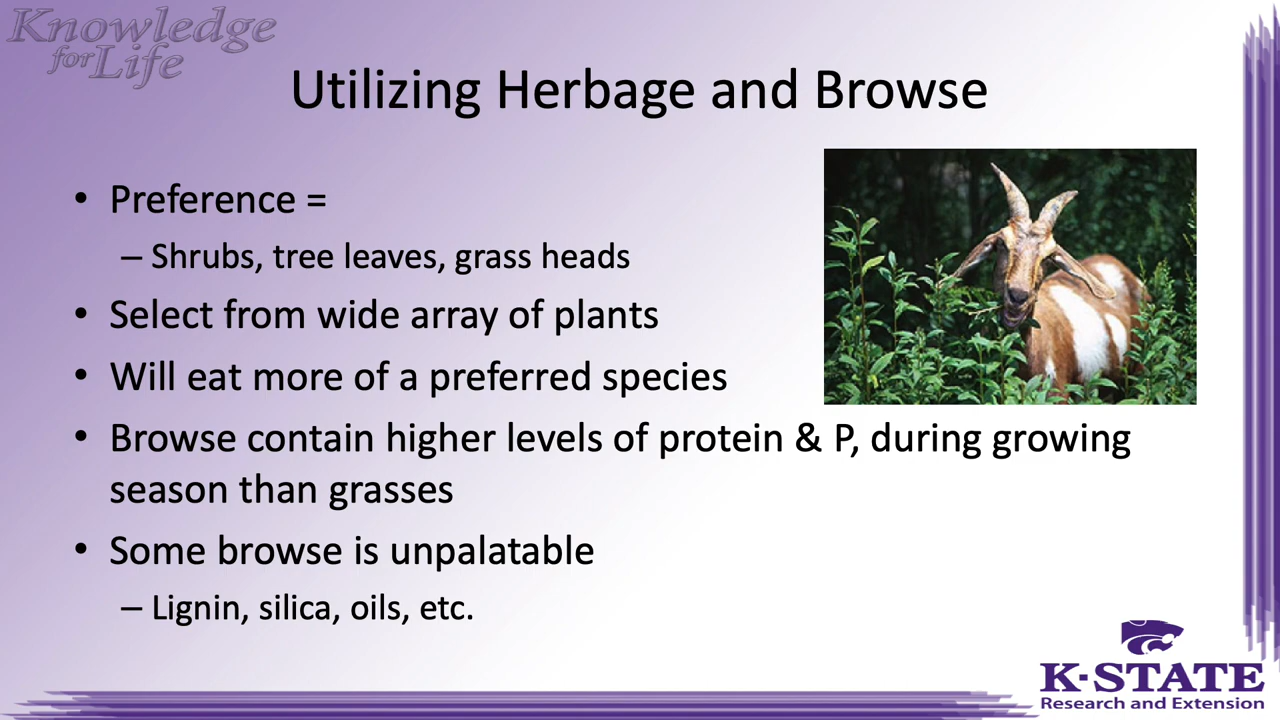 Knowledge
for Life
Utilizing Herbage and Browse
• Preference =
– Shrubs, tree leaves, grass heads
• Select from wide array of plants
• Will eat more of a preferred species
• Browse contain higher levels of protein & P, during growing
season than grasses
• Some browse is unpalatable
– Lignin, silica, oils, etc.
K-STATE
Research and Extension